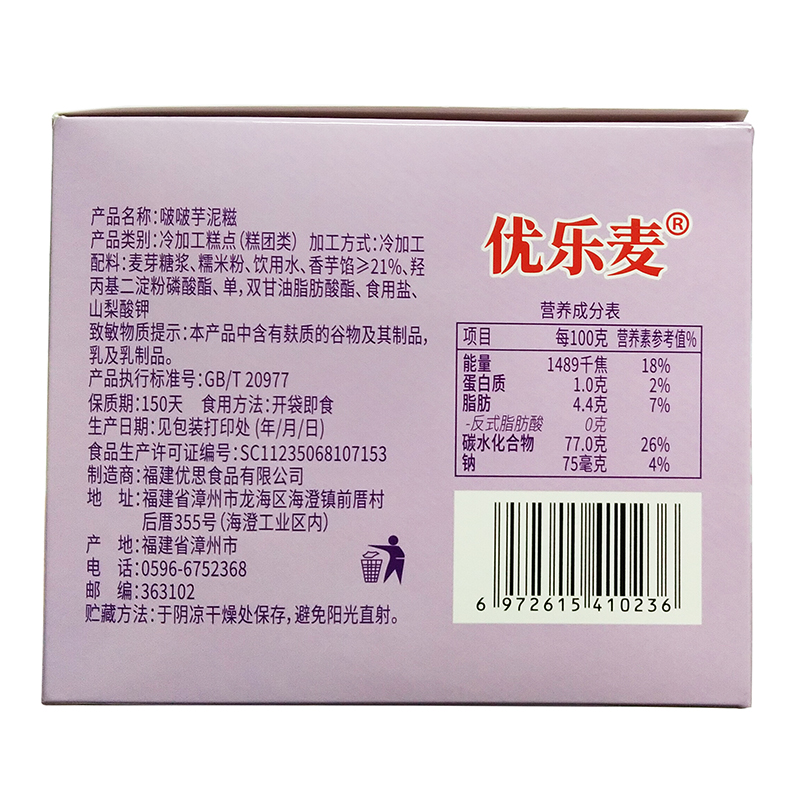 产品名称:啵啵芋泥糍
产品类别:冷加工糕点(糕团类) 加工方式:冷加工
配料:麦芽糖浆、糯米粉、饮用水、香芋馅≥21%、羟
丙基二淀粉磷酸酯、单,双甘油脂肪酸酯、食用盐、
山梨酸钾
致敏物质提示:本产品中含有麸质的谷物及其制品,
乳及乳制品。
产品执行标准号:GB/T 20977
保质期:150天 食用方法:开袋即食
生产日期:见包装打印处(年/月/日)
食品生产许可证编号:SC11235068107153
制造商:福建优思食品有限公司
地 址:福建省漳州市龙海区海澄镇前厝村
后厝355号(海澄工业区内)
产 地:福建省漳州市
电 话:0596-6752368
邮 编:363102
贮藏方法:于阴凉干燥处保存,避免阳光直射。
优乐麦®
营养成分表
项目 每100克 营养素参考值%
能量 1489千焦 18%
蛋白质 1.0克 2%
脂肪 4.4克 7%
-反式脂肪酸 0克
碳水化合物 77.0克 26%
钠 75毫克 4%
6 972615 410236